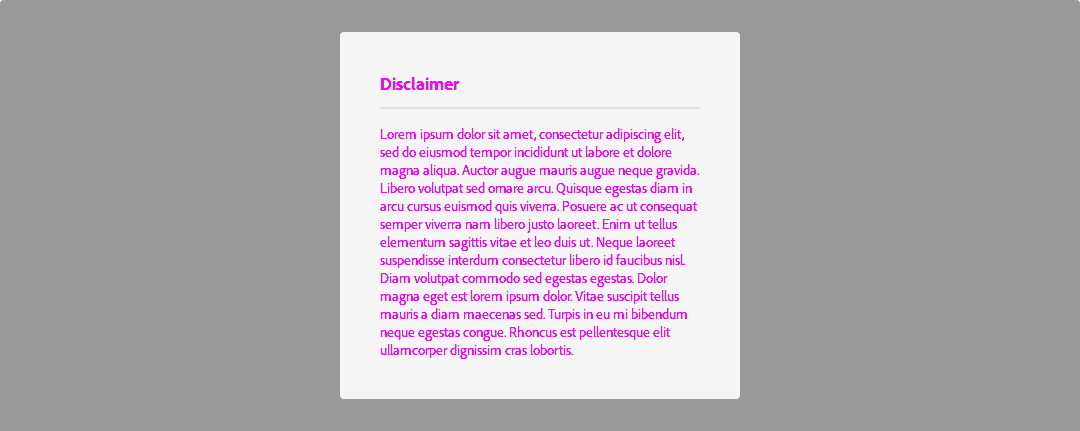 Disclaimer
Lorem ipsum dolor sit amet, consectetur adipiscing elit,
sed do eiusmod tempor incididunt ut labore et dolore
magna aliqua. Auctor augue mauris augue neque gravida.
Libero volutpat sed ornare arcu. Quisque egestas diam in
arcu cursus euismod quis viverra. Posuere ac ut consequat
semper viverra nam libero justo laoreet. Enim ut tellus
elementum sagittis vitae et leo duis ut. Neque laoreet
suspendisse interdum consectetur libero id faucibus nisl.
Diam volutpat commodo sed egestas egestas. Dolor
magna eget est lorem ipsum dolor. Vitae suscipit tellus
mauris a diam maecenas sed. Turpis in eu mi bibendum
neque egestas congue. Rhoncus est pellentesque elit
ullamcorper dignissim cras lobortis.